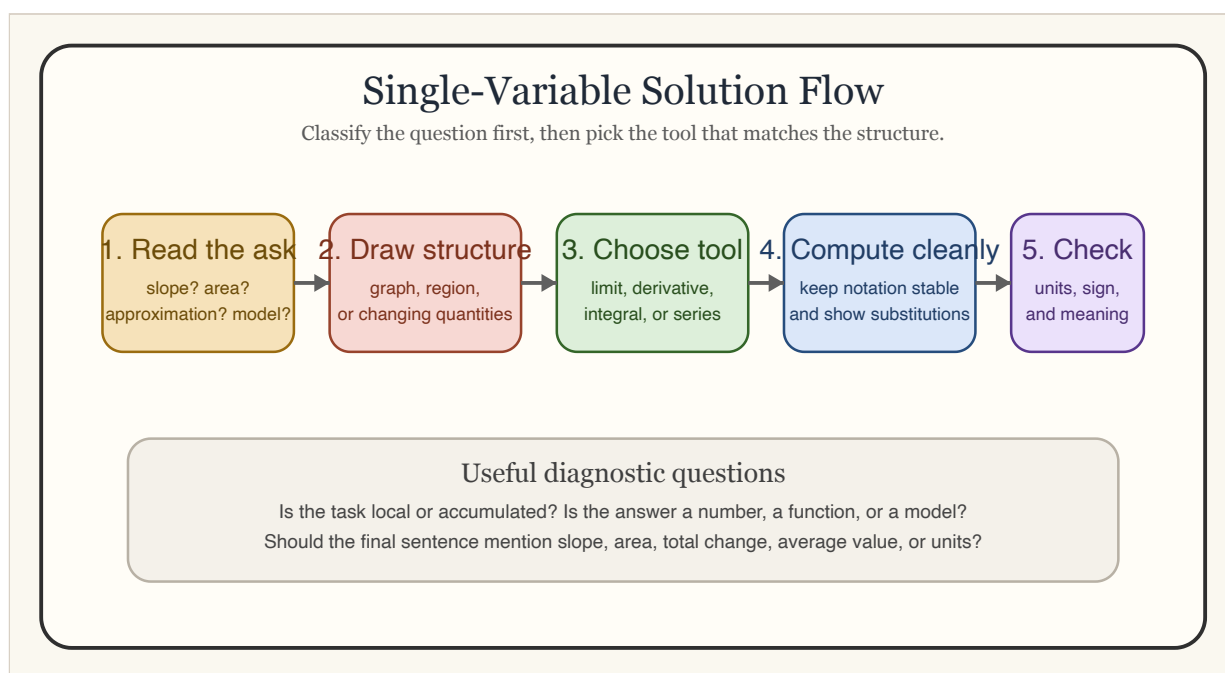 Single-Variable Solution Flow
Classify the question first, then pick the tool that matches the structure.
1. Read the ask
slope? area?
approximation? model?
2. Draw structure
graph, region,
or changing quantities
3. Choose tool
limit, derivative,
integral, or series
4. Compute cleanly
keep notation stable
and show substitutions
5. Check
units, sign,
and meaning
Useful diagnostic questions
Is the task local or accumulated? Is the answer a number, a function, or a model?
Should the final sentence mention slope, area, total change, average value, or units?